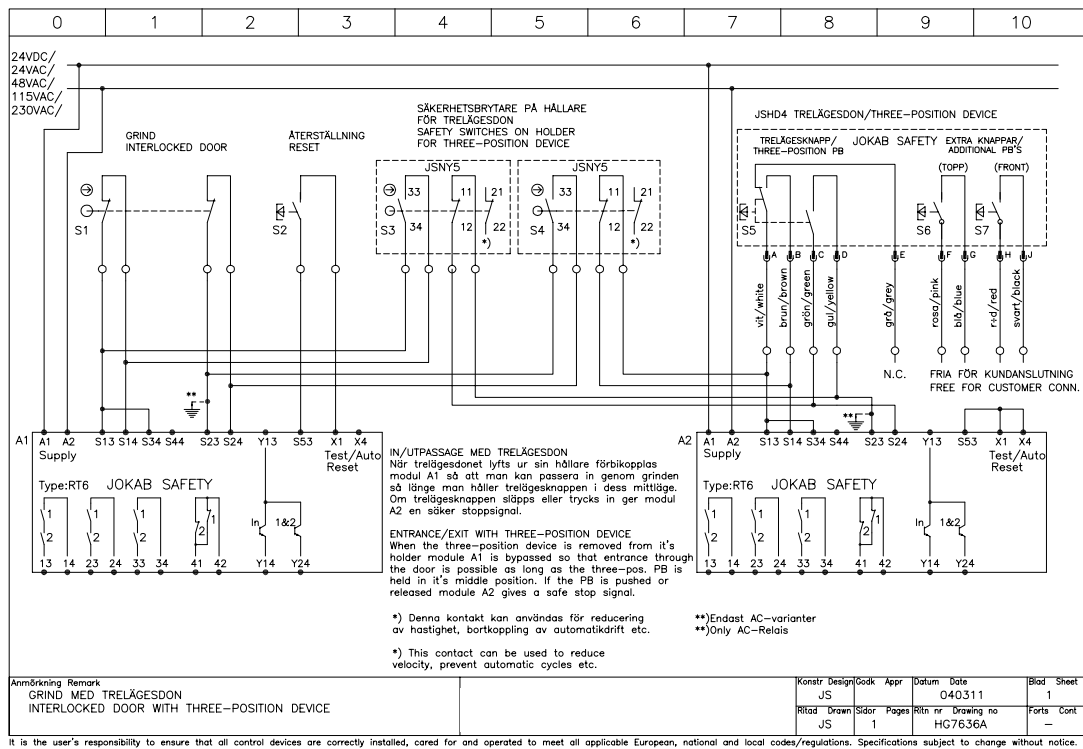 0 1 2 3 4 5 6 7 8 9 10
24VDC/
24VAC/
48VAC/
115VAC/
230VAC/
GRIND
INTERLOCKED DOOR
ÅTERSTÄLLNING
RESET
SÄKERHETSBRYTARE PÅ HÅLLARE
FÖR TRELÄGESDON
SAFETY SWITCHES ON HOLDER
FOR THREE-POSITION DEVICE
JSHD4 TRELÄGESDON/THREE-POSITION DEVICE
TRELÄGESKNAPP/
THREE-POSITION PB
JOKAB SAFETY
EXTRA KNAPPAR/
ADDITIONAL PB'S
(TOPP) (FRONT)
JSNY5 JSNY5
33 11 21 33 11 21
S1 S2 S3 34 12 22 S4 34 12 22 S5 S6 S7
*) *)
A B C D E F G H J
vit/white
brun/brown
grön/green
gul/yellow
grå/grey
rosa/pink
blå/blue
r+d/red
svart/black
N.C.
FRIA FÖR KUNDANSLUTNING
FREE FOR CUSTOMER CONN.
** **
A1 A1 A2 S13 S14 S34 S44 S23 S24 Y13 S53 X1 X4
Supply
Test/Auto
Reset
Type:RT6 JOKAB SAFETY
1 1 1 1
2 2 2 2
In 1&2
13 14 23 24 33 34 41 42 Y14 Y24
A2 A1 A2 S13 S14 S34 S44 S23 S24 Y13 S53 X1 X4
Supply
Test/Auto
Reset
Type:RT6 JOKAB SAFETY
1 1 1 1
2 2 2 2
In 1&2
13 14 23 24 33 34 41 42 Y14 Y24
IN/UTPASSAGE MED TRELÄGESDON
När trelägesdonet lyfts ur sin hållare förbikopplas
modul A1 så att man kan passera in genom grinden
så länge man håller trelägesknappen i dess mittläge.
Om trelägesknappen släpps eller trycks in ger modul
A2 en söker stoppsignal.
ENTRANCE/EXIT WITH THREE-POSITION DEVICE
When the three-position device is removed from it's
holder module A1 is bypassed so that entrance through
the door is possible as long as the three-pos. PB is
held in it's middle position. If the PB is pushed or
released module A2 gives a safe stop signal.
*) Denna kontakt kan användas för reducering
av hastighet, bortkoppling av automatikdrift etc.
*) This contact can be used to reduce
velocity, prevent automatic cycles etc.
**)Endast AC-varianter
**)Only AC-Relais
Anmörkning Remark
GRIND MED TRELÄGESDON
INTERLOCKED DOOR WITH THREE-POSITION DEVICE
Konstr Design Godk Appr Datum Date Blad Sheet
JS 040311 1
Ritad Drawn Sidor Pages Ritn nr Drawing no Forts Cont
JS 1 HG7636A -
It is the user's responsibility to ensure that all control devices are correctly installed, cared for and operated to meet all applicable European, national and local codes/regulations. Specifications subject to change without notice.